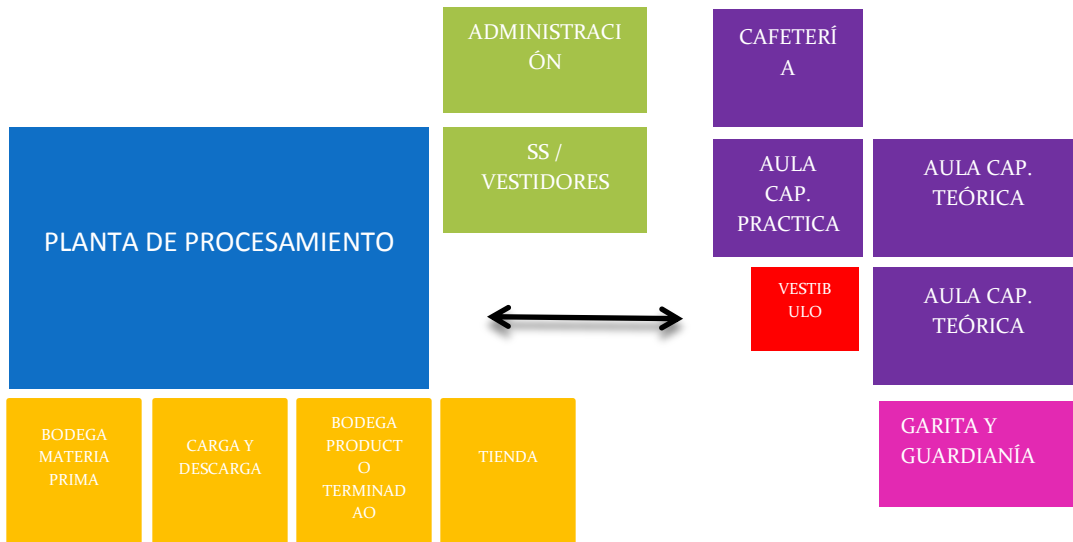 ADMINISTRACI
ÓN
CAFETERÍ
A
SS /
VESTIDORES
AULA
CAP.
PRACTICA
AULA CAP.
TEÓRICA
PLANTA DE PROCESAMIENTO
VESTIB
ULO
AULA CAP.
TEÓRICA
BODEGA
MATERIA
PRIMA
CARGA Y
DESCARGA
BODEGA
PRODUCT
O
TERMINAD
AO
TIENDA
GARITA Y
GUARDIANÍA